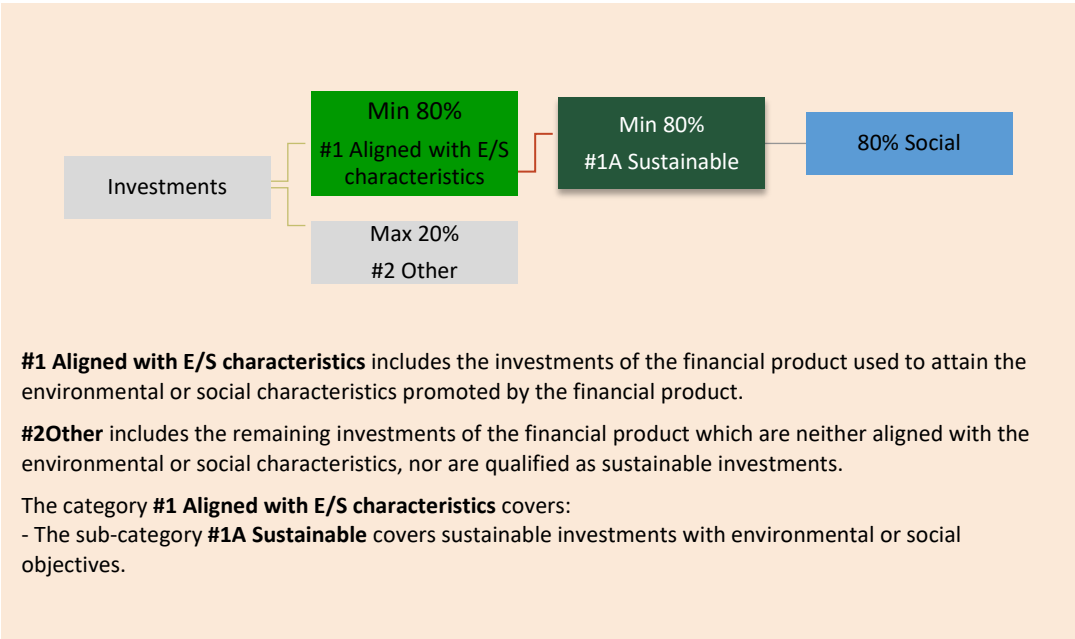 Investments
Min 80%
#1 Aligned with E/S
characteristics
Max 20%
#2 Other
Min 80%
#1A Sustainable
80% Social
#1 Aligned with E/S characteristics includes the investments of the financial product used to attain the
environmental or social characteristics promoted by the financial product.
#2Other includes the remaining investments of the financial product which are neither aligned with the
environmental or social characteristics, nor are qualified as sustainable investments.
The category #1 Aligned with E/S characteristics covers:
- The sub-category #1A Sustainable covers sustainable investments with environmental or social
objectives.